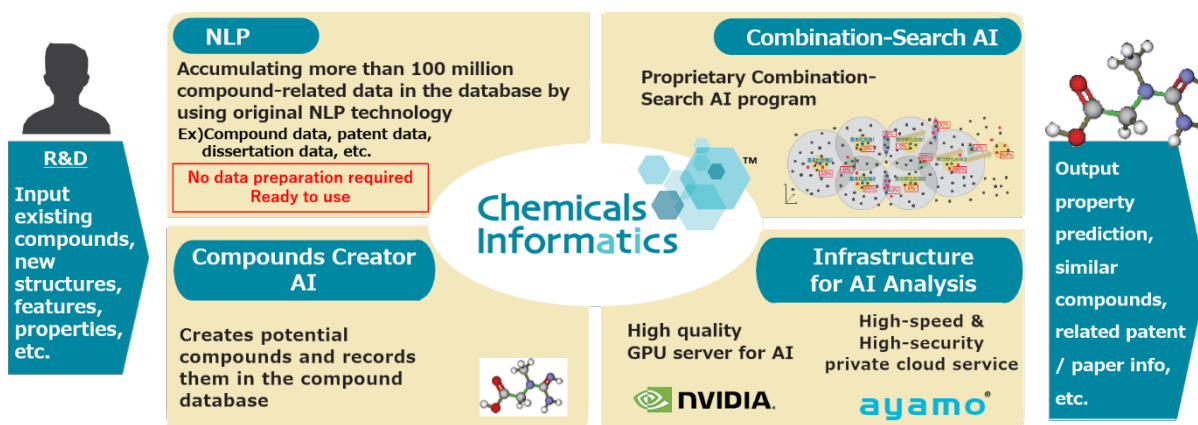 R&D
Input
existing
compounds,
new
structures,
features,
properties,
etc.
NLP
Accumulating more than 100 million
compound-related data in the database by
using original NLP technology
Ex)Compound data, patent data,
dissertation data, etc.
No data preparation required
Ready to use
Combination-Search AI
Proprietary Combination-
Search AI program
Chemicals
Informatics
™
Compounds Creator
AI
Creates potential
compounds and records
them in the compound
database
Infrastructure
for AI Analysis
High quality
GPU server for AI
NVIDIA.
High-speed &
High-security
private cloud service
ayamo®
Output
property
prediction,
similar
compounds,
related patent
/ paper info,
etc.